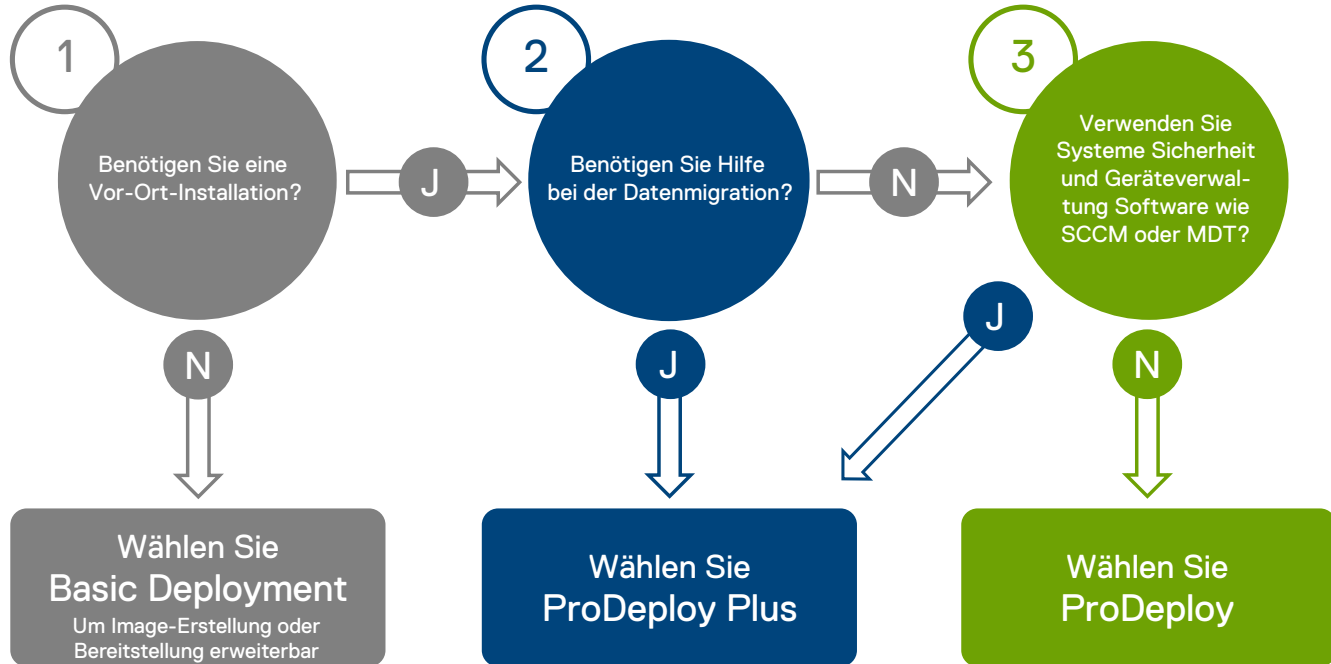 1
Benötigen Sie eine
Vor-Ort-Installation?
J
2
Benötigen Sie Hilfe
bei der Datenmigration?
N
3
Verwenden Sie
Systeme Sicherheit
und Geräteverwal-
tung Software wie
SCCM oder MDT?
N
J
J
N
Wählen Sie
Basic Deployment
Um Image-Erstellung oder
Bereitstellung erweiterbar
Wählen Sie
ProDeploy Plus
Wählen Sie
ProDeploy